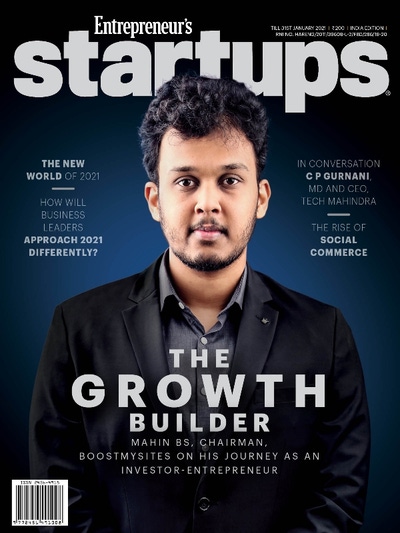 Entrepreneur's
TILL 31ST JANUARY 2021 | ₹200 | INDIA EDITION |
startups
THE NEW
WORLD OF 2021
HOW WILL
BUSINESS
LEADERS
APPROACH 2021
DIFFERENTLY?
IN CONVERSATION
C P GURNANI,
MD AND CEO,
TECH MAHINDRA
THE RISE OF
SOCIAL
COMMERCE
THE
GROWTH
BUILDER
MAHIN BS, CHAIRMAN,
BOOSTMYSITES ON HIS JOURNEY AS AN
INVESTOR-ENTREPRENEUR